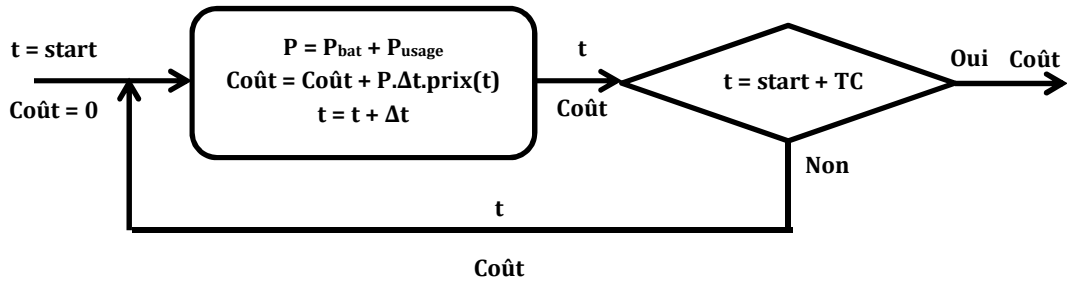 t = start
Coût = 0
P = Pbat + Pusage
Coût = Coût + P.Δt.prix(t)
t = t + Δt
t
Coût
t = start + TC
Oui Coût
Non
t
Coût